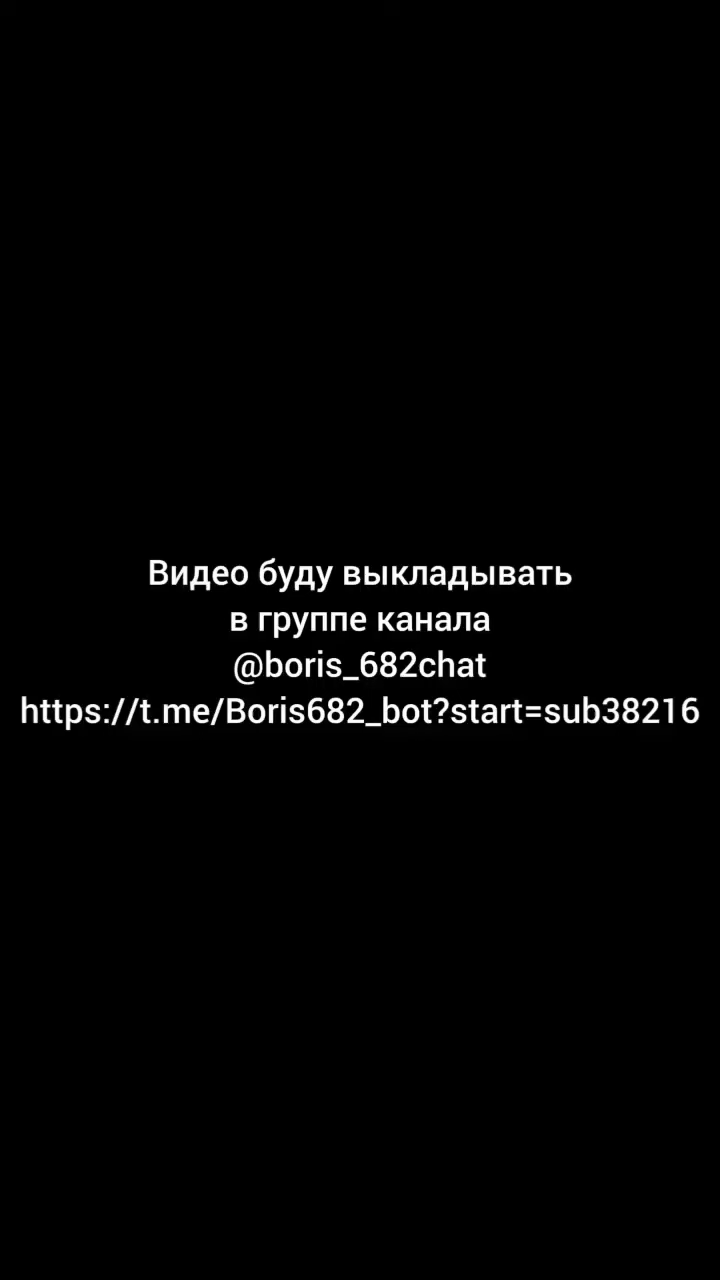 Видео буду выкладывать
в группе канала
@boris_682chat
https://t.me/Boris682_bot?start=sub38216